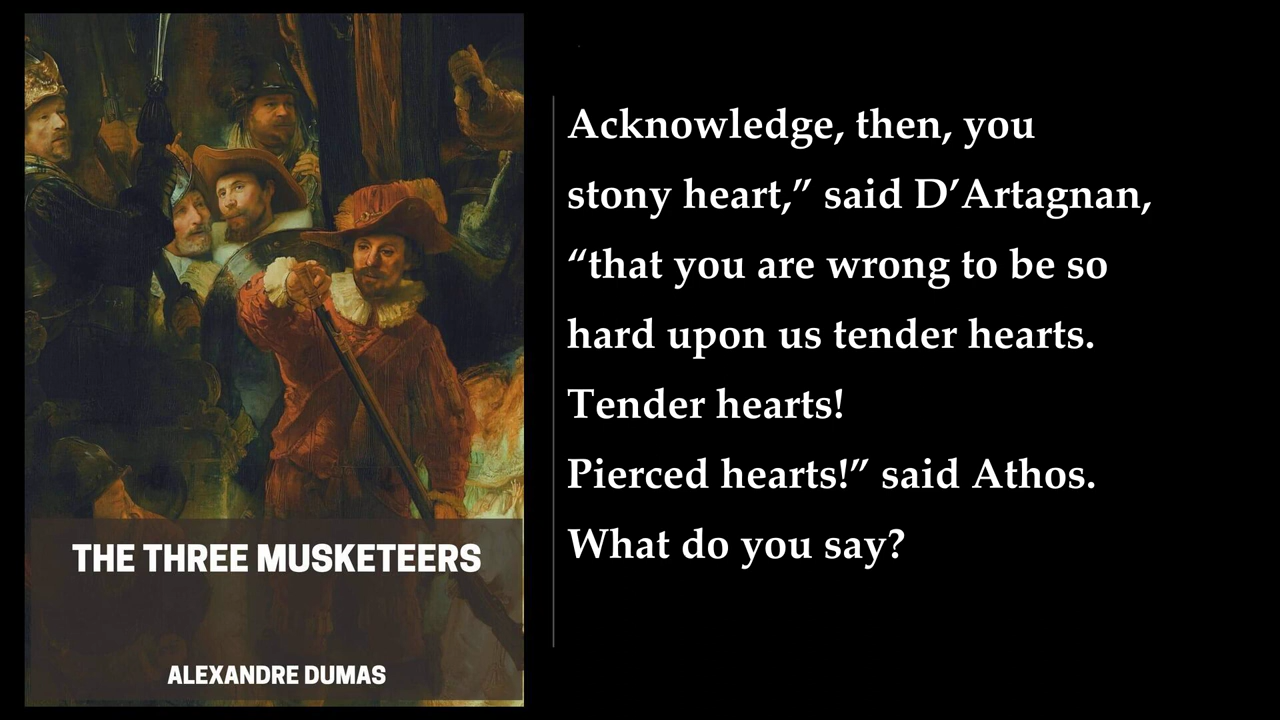 THE THREE MUSKETEERS
ALEXANDRE DUMAS
Acknowledge, then, you
stony heart,” said D’Artagnan,
“that you are wrong to be so
hard upon us tender hearts.
Tender hearts!
Pierced hearts!” said Athos.
What do you say?